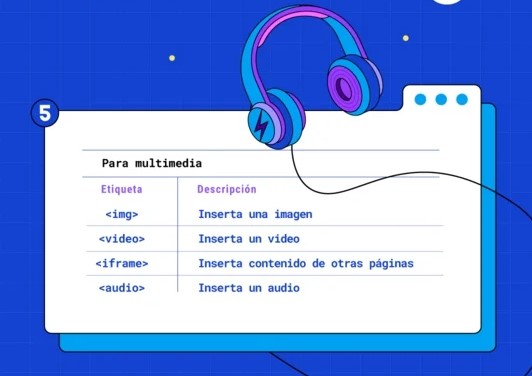 5
Para multimedia
Etiqueta Descripción
<img> Inserta una imagen
<video> Inserta un video
<iframe> Inserta contenido de otras páginas
<audio> Inserta un audio